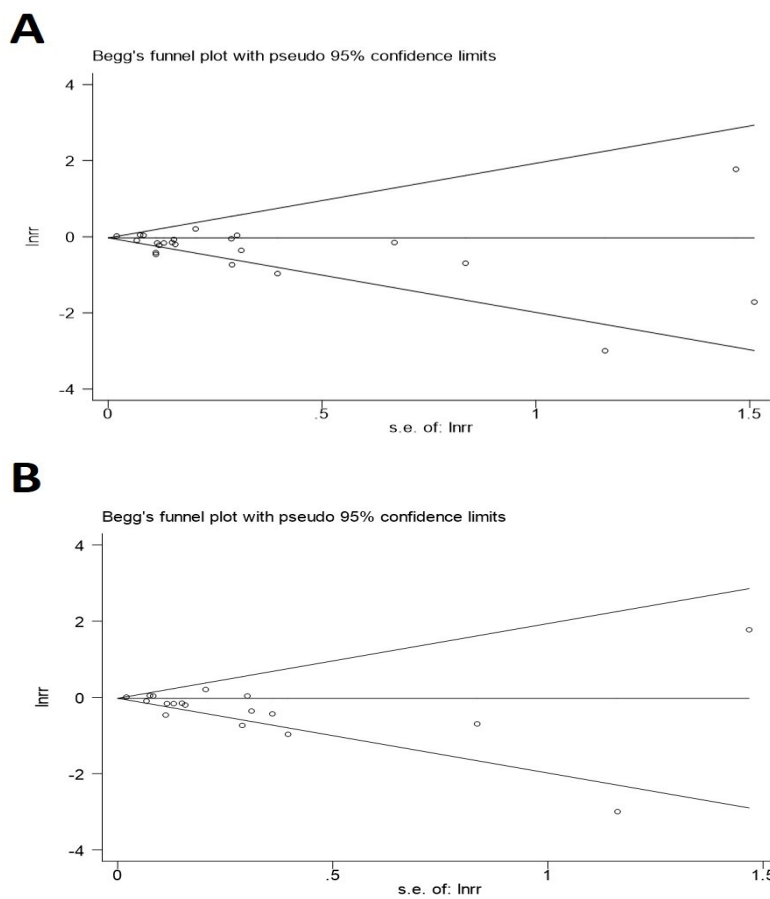 A
Begg's funnel plot with pseudo 95% confidence limits
4
2
0
-2
-4
lnrr
0 .5 1 1.5
s.e. of: lnrr
B
Begg's funnel plot with pseudo 95% confidence limits
4
2
0
-2
-4
lnrr
0 .5 1 1.5
s.e. of: lnrr